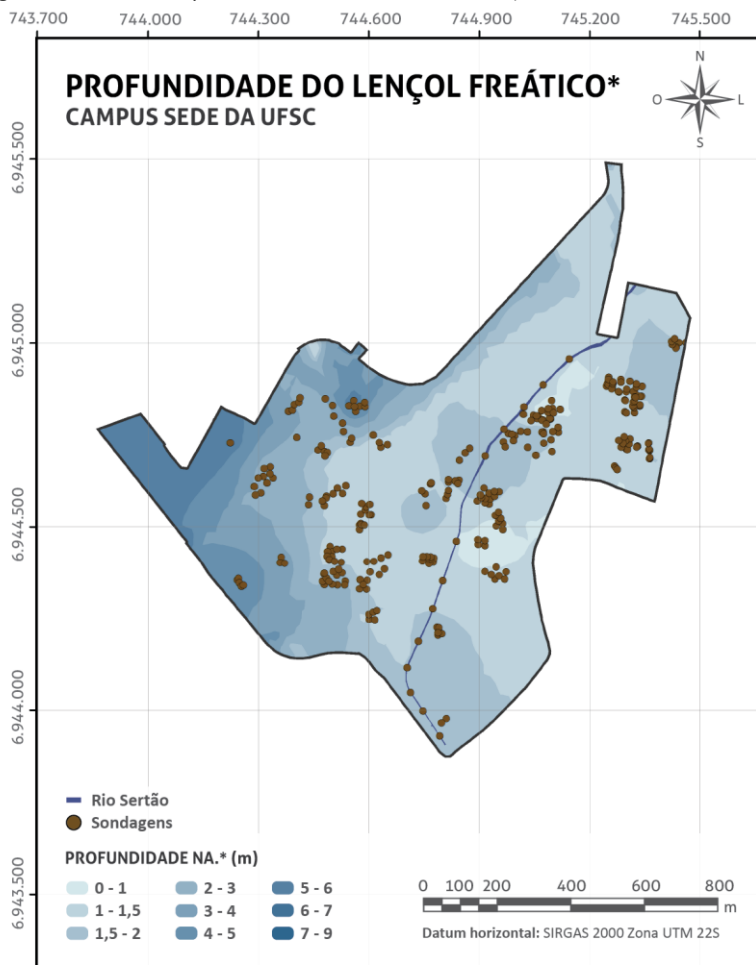 743.700 744.000 744.300 744.600 744.900 745.200 745.500
PROFUNDIDADE DO LENÇOL FREÁTICO*
CAMPUS SEDE DA UFSC
N
O L
S
6.945.500
6.945.000
6.944.500
6.944.000
6.943.500
Rio Sertão
Sondagens
PROFUNDIDADE NA.* (m)
0 - 1 2 - 3 5 - 6
1 - 1,5 3 - 4 6 - 7
1,5 - 2 4 - 5 7 - 9
0 100 200 400 600 800
m
Datum horizontal: SIRGAS 2000 Zona UTM 22S